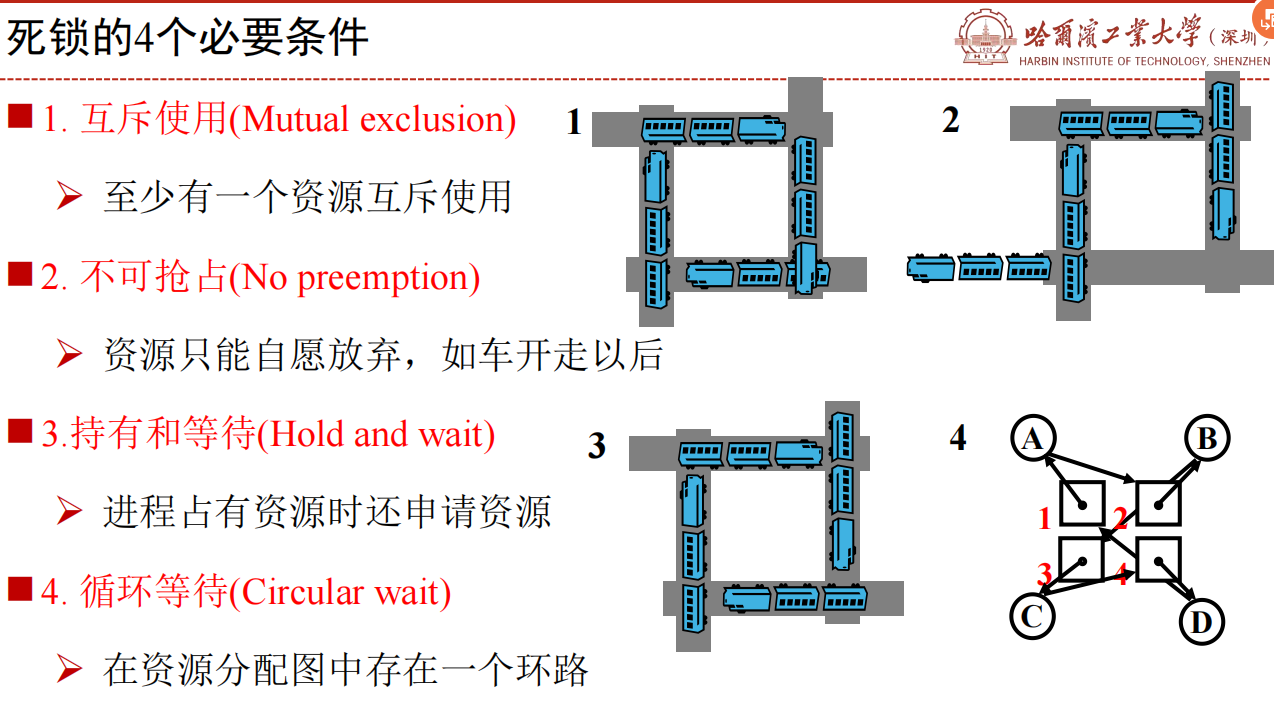 死锁的4个必要条件
哈尔滨工業大学(深圳)
HARBIN INSTITUTE OF TECHNOLOGY, SHENZHEN
1920
HIT
1. 互斥使用(Mutual exclusion)
至少有一个资源互斥使用
2. 不可抢占(No preemption)
资源只能自愿放弃，如车开走以后
3.持有和等待(Hold and wait)
进程占有资源时还申请资源
4. 循环等待(Circular wait)
在资源分配图中存在一个环路
1
2
3
4
A
B
1
2
3
4
C
D